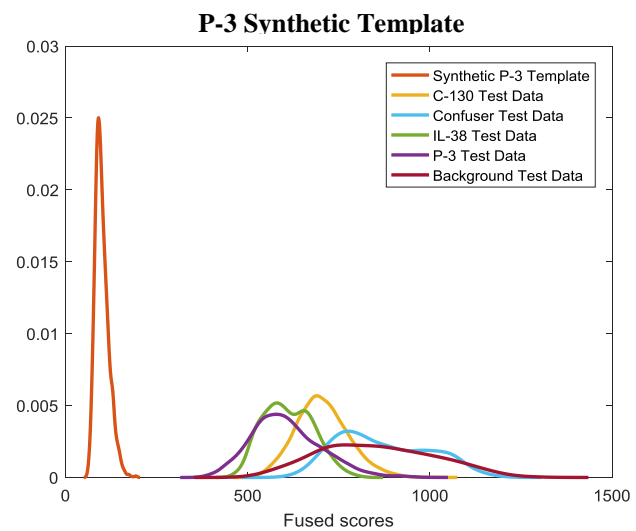 P-3 Synthetic Template
0.03
0.025
0.02
0.015
0.01
0.005
0
0
500
1000
1500
Fused scores
Synthetic P-3 Template
C-130 Test Data
Confuser Test Data
IL-38 Test Data
P-3 Test Data
Background Test Data